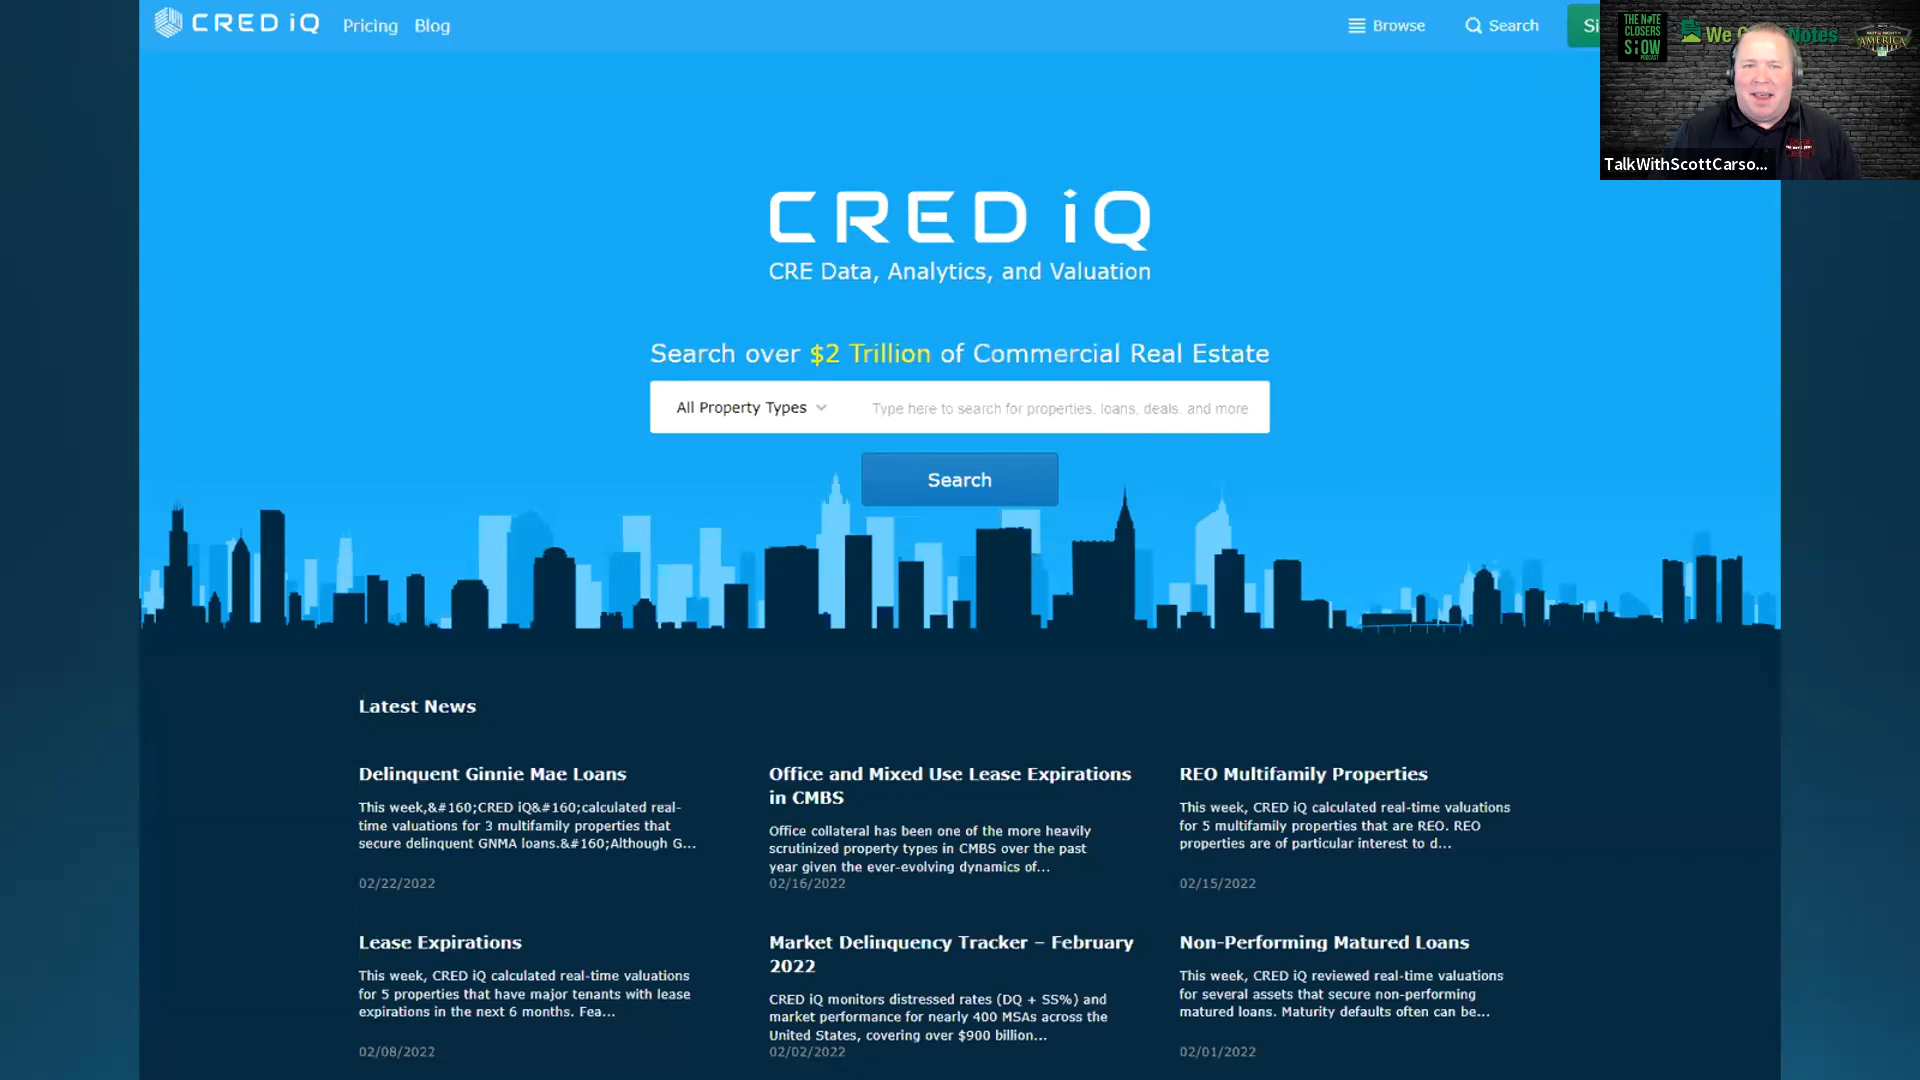 CRED iQ
Pricing
Blog
Browse
Search
THE NOTE
CLOSERS
SHOW
PODCAST
We
Notes
AMERICA
TalkWithScottCarso...
CRED iQ
CRE Data, Analytics, and Valuation
Search over $2 Trillion of Commercial Real Estate
All Property Types
Type here to search for properties, loans, deals, and more
Search
Latest News
Delinquent Ginnie Mae Loans
This week,&#160;CRED iQ&#160;calculated real-
time valuations for 3 multifamily properties that
secure delinquent GNMA loans.&#160;Although G...
02/22/2022
Office and Mixed Use Lease Expirations
in CMBS
Office collateral has been one of the more heavily
scrutinized property types in CMBS over the past
year given the ever-evolving dynamics of...
02/16/2022
REO Multifamily Properties
This week, CRED iQ calculated real-time valuations
for 5 multifamily properties that are REO. REO
properties are of particular interest to d...
02/15/2022
Lease Expirations
This week, CRED iQ calculated real-time valuations
for 5 properties that have major tenants with lease
expirations in the next 6 months. Fea...
02/08/2022
Market Delinquency Tracker – February
2022
CRED iQ monitors distressed rates (DQ + SS%) and
market performance for nearly 400 MSAs across the
United States, covering over $900 billion...
02/02/2022
Non-Performing Matured Loans
This week, CRED iQ reviewed real-time valuations
for several assets that secure non-performing
matured loans. Maturity defaults often can be...
02/01/2022